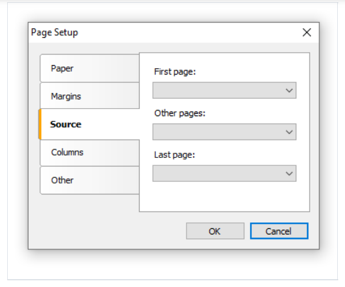 Page Setup
Paper
Margins
Source
Columns
Other
First page:
Other pages:
Last page:
OK
Cancel